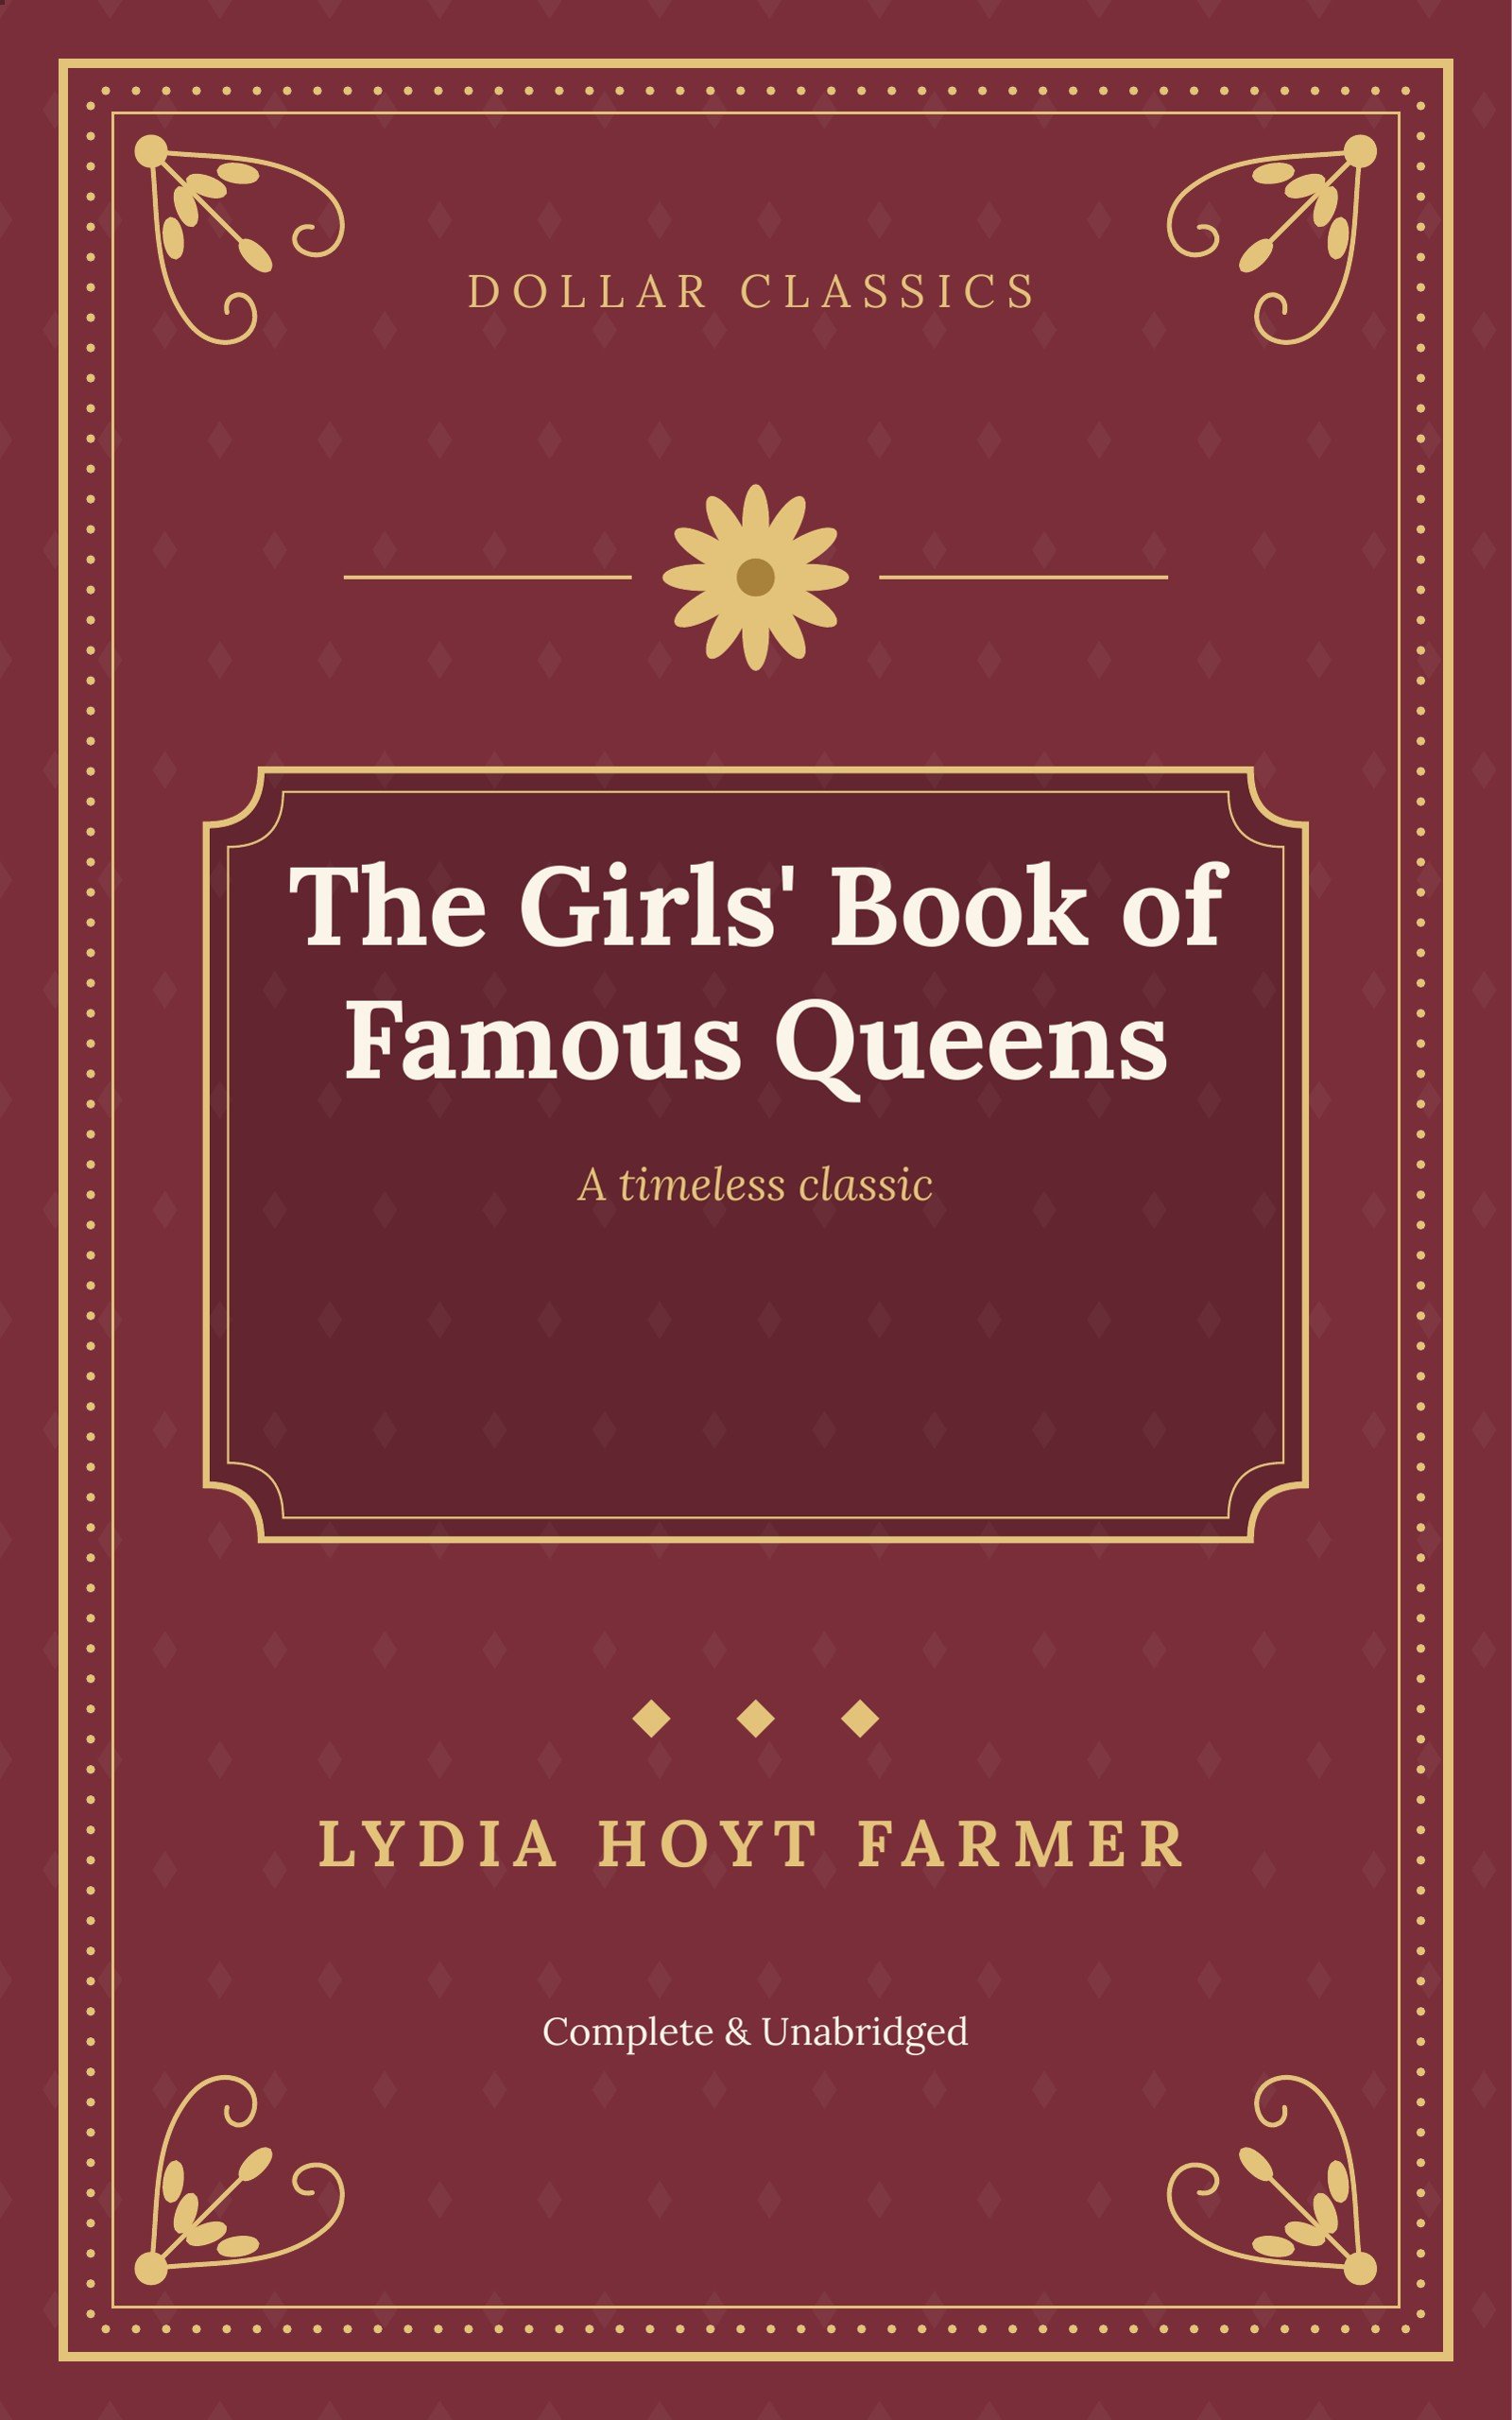 DOLLAR CLASSICS
The Girls' Book of
Famous Queens
A timeless classic
LYDIA HOYT FARMER
Complete & Unabridged